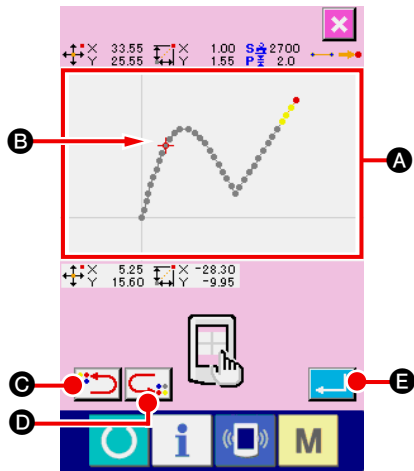 X 33.55 X 1.00 S 2700
Y 25.55 Y 1.55 P 2.0
A
B
X 5.25 X -28.30
Y 15.60 Y -9.95
C
D
E
i M